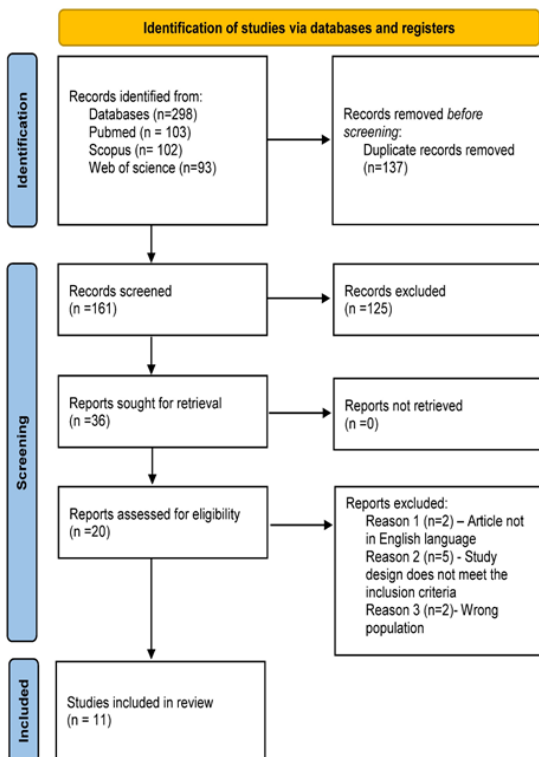 Identification of studies via databases and registers
Identification
Records identified from:
Databases (n=298)
Pubmed (n = 103)
Scopus (n= 102)
Web of science (n=93)
Records removed before
screening:
Duplicate records removed
(n=137)
Screening
Records screened
(n =161)
Records excluded
(n =125)
Reports sought for retrieval
(n =36)
Reports not retrieved
(n =0)
Reports assessed for eligibility
(n =20)
Reports excluded:
Reason 1 (n=2) – Article not
in English language
Reason 2 (n=5) - Study
design does not meet the
inclusion criteria
Reason 3 (n=2)- Wrong
population
Included
Studies included in review
(n = 11)